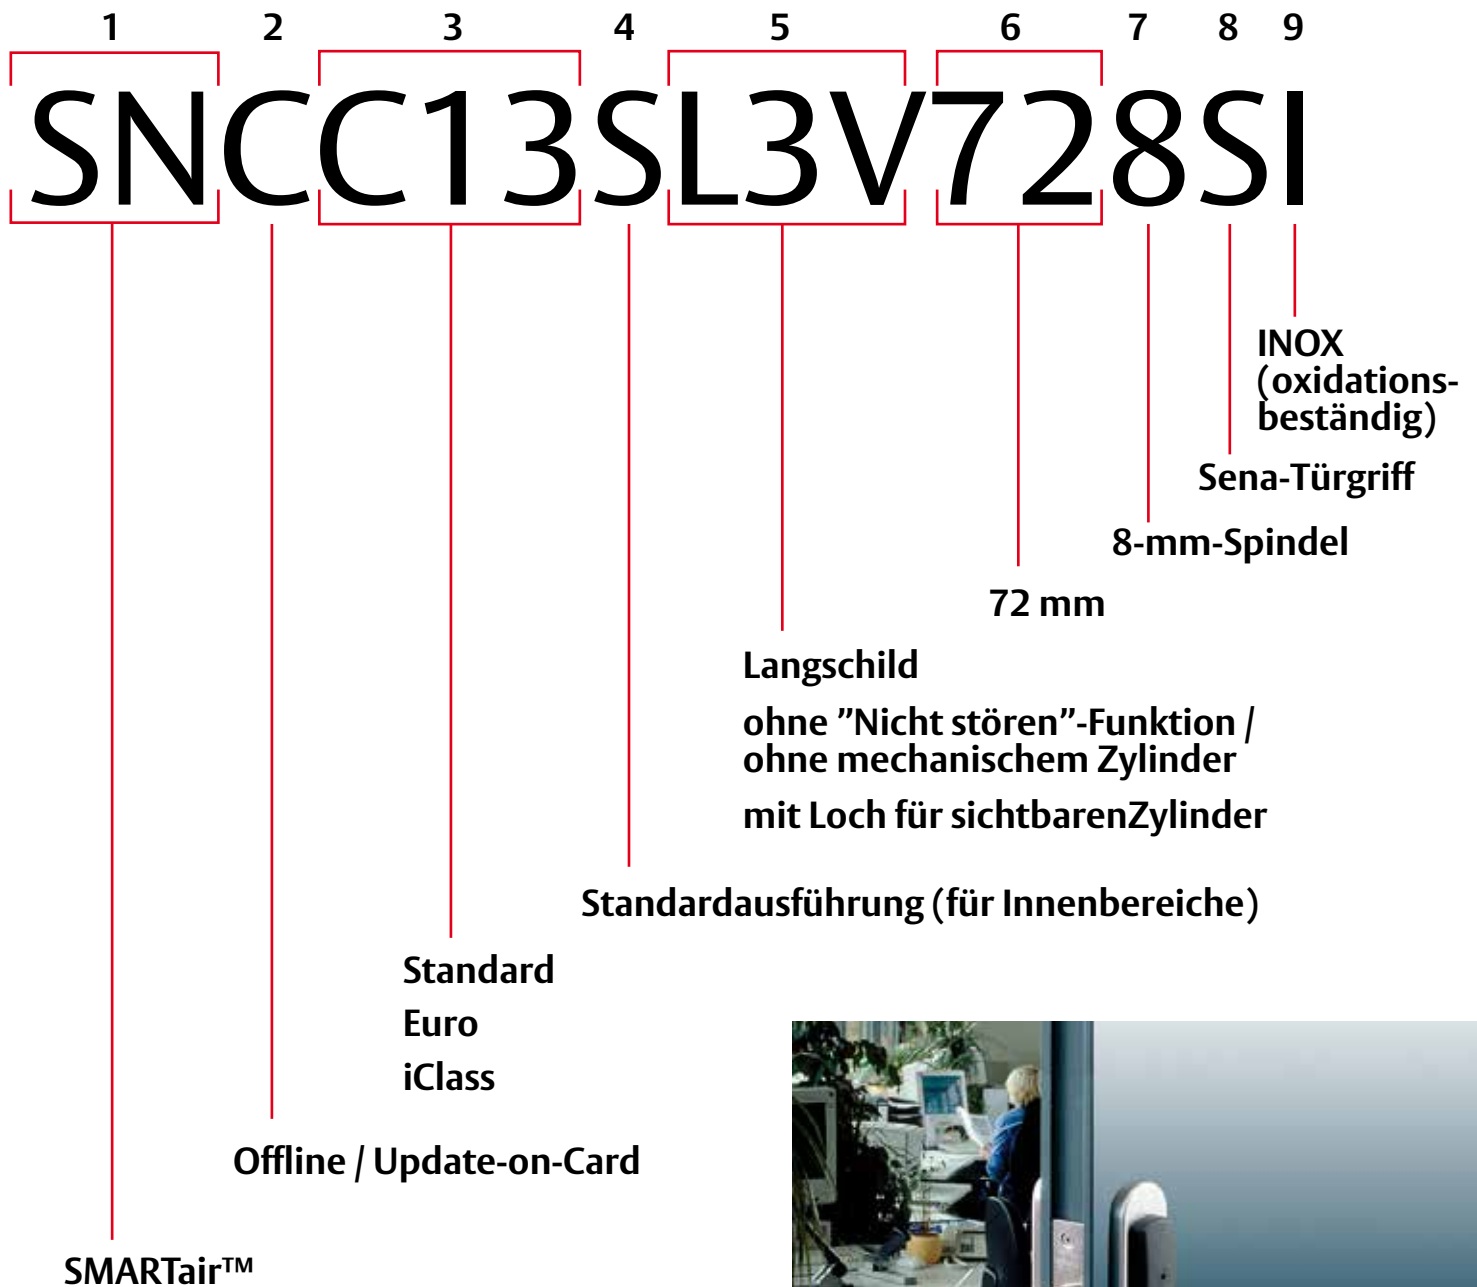 1 2 3 4 5 6 7 8 9
SNCC13SL3V728SI
INOX
(oxidations-
beständig)
Sena-Türgriff
8-mm-Spindel
72 mm
Langschild
ohne ”Nicht stören”-Funktion /
ohne mechanischem Zylinder
mit Loch für sichtbarenZylinder
Standardausführung (für Innenbereiche)
Standard
Euro
iClass
Offline / Update-on-Card
SMARTair™